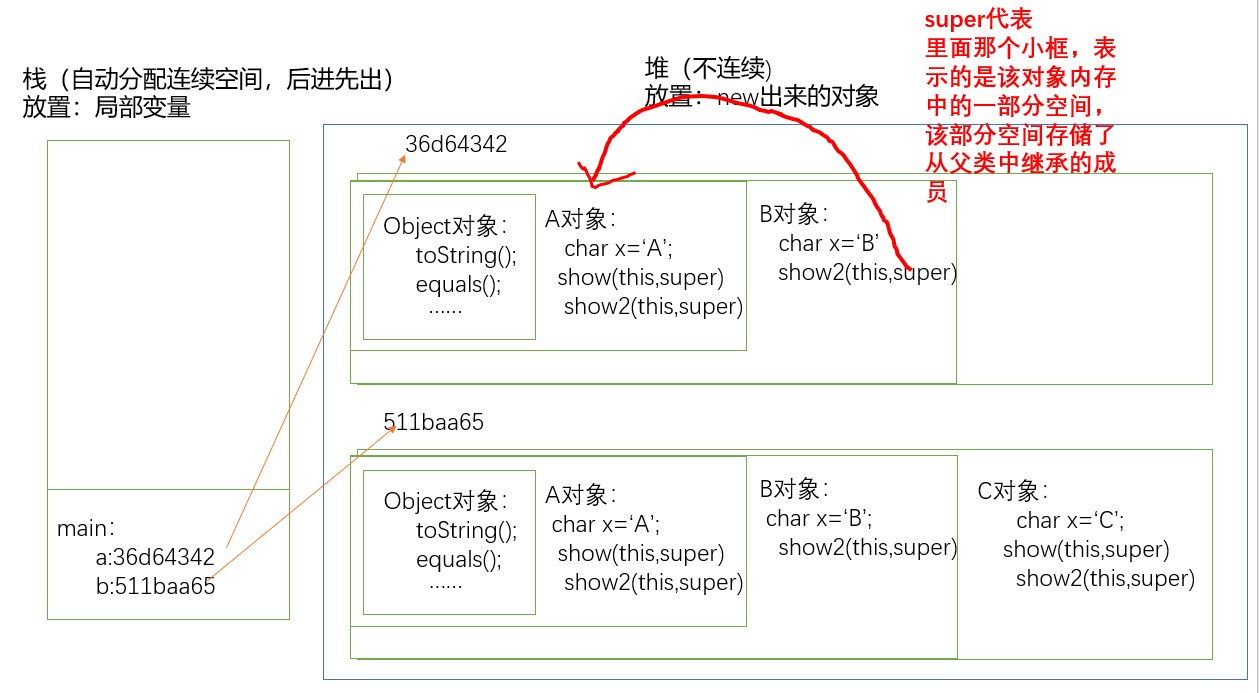 super代表
里面那个小框，表
示的是该对象内存
中的一部分空间，
该部分空间存储了
从父类中继承的成
员
栈（自动分配连续空间，后进先出）
放置：局部变量
堆（不连续)
放置：new出来的对象
36d64342
Object对象：
toString();
equals();
……
A对象：
char x=‘A’;
show(this,super)
show2(this,super)
B对象：
char x=‘B’
show2(this,super)
511baa65
Object对象：
toString();
equals();
……
A对象：
char x=‘A’;
show(this,super)
show2(this,super)
B对象：
char x=‘B’;
show2(this,super)
C对象：
char x=‘C’;
show(this,super)
show2(this,super)
main：
a:36d64342
b:511baa65